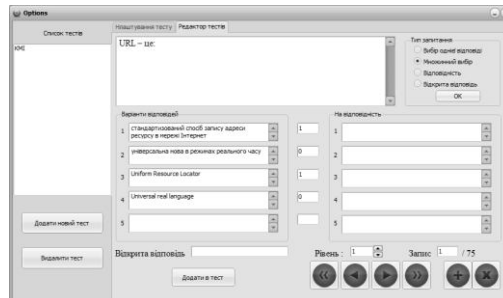 Options
Список тестів
Налаштування тесту Редактор тестів
КМІ
URL – це:
Тип запитання
Вибір однієї відповіді
Множинний вибір
Відповідність
Відкрита відповідь
OK
Варіанти відповідей
На відповідність
1 стандартизований спосіб запису адреси
ресурсу в мережі Інтернет
1
1
2 універсальна мова в режимах реального часу
0
2
3 Uniform Resource Locator
1
3
4 Universal real language
0
4
5
5
Додати новий тест
Видалити тест
Відкрита відповідь
Рівень : 1
Запис 1 / 75
Додати в тест